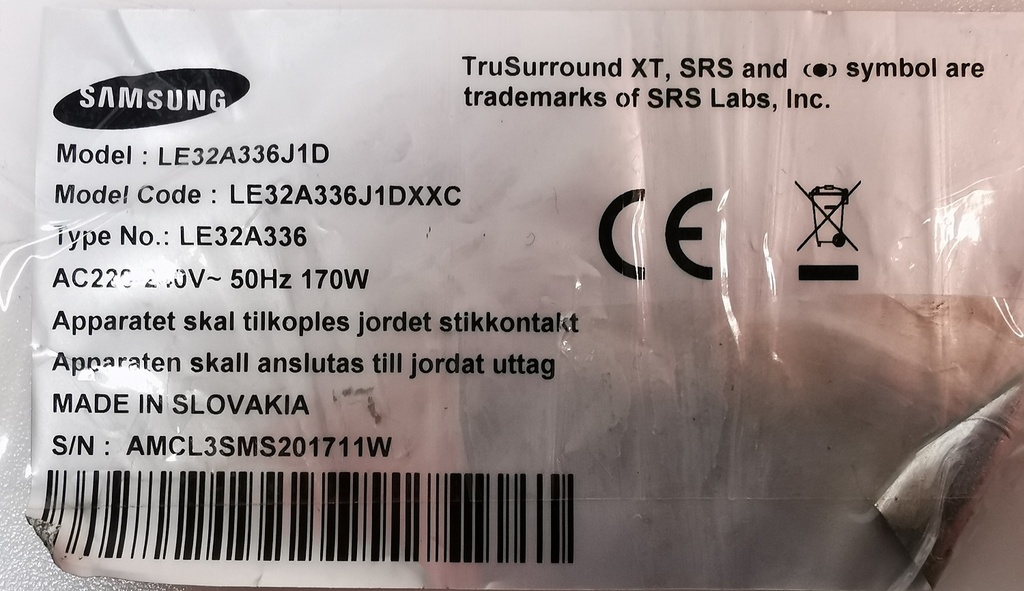 SAMSUNG
TruSurround XT, SRS and (●) symbol are
trademarks of SRS Labs, Inc.
Model : LE32A336J1D
Model Code : LE32A336J1DXXC
Type No.: LE32A336
50Hz 170W
Apparatet skal tilkoples jordet stikkontakt
Apparaten skall anslutas till jordat uttag
MADE IN SLOVAKIA
S/N : AMCL3SMS201711W
CE